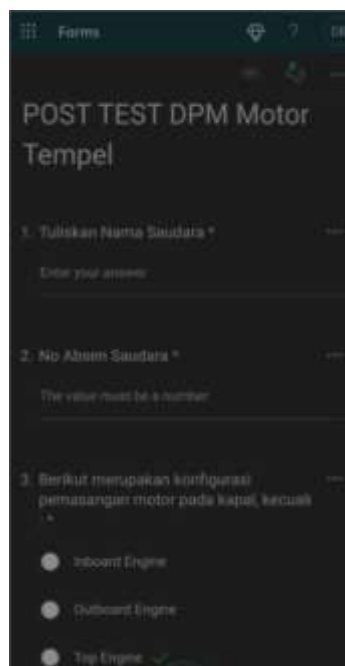 Forms
?
POST TEST DPM Motor
Tempel
1. Tuliskan Nama Saudara *
Enter your answer
2. No Absen Saudara *
The value must be a number
3. Berikut merupakan konfigurasi
pemasangan motor pada kapal, kecuali
: *
Inboard Engine
Outboard Engine
Top Engine